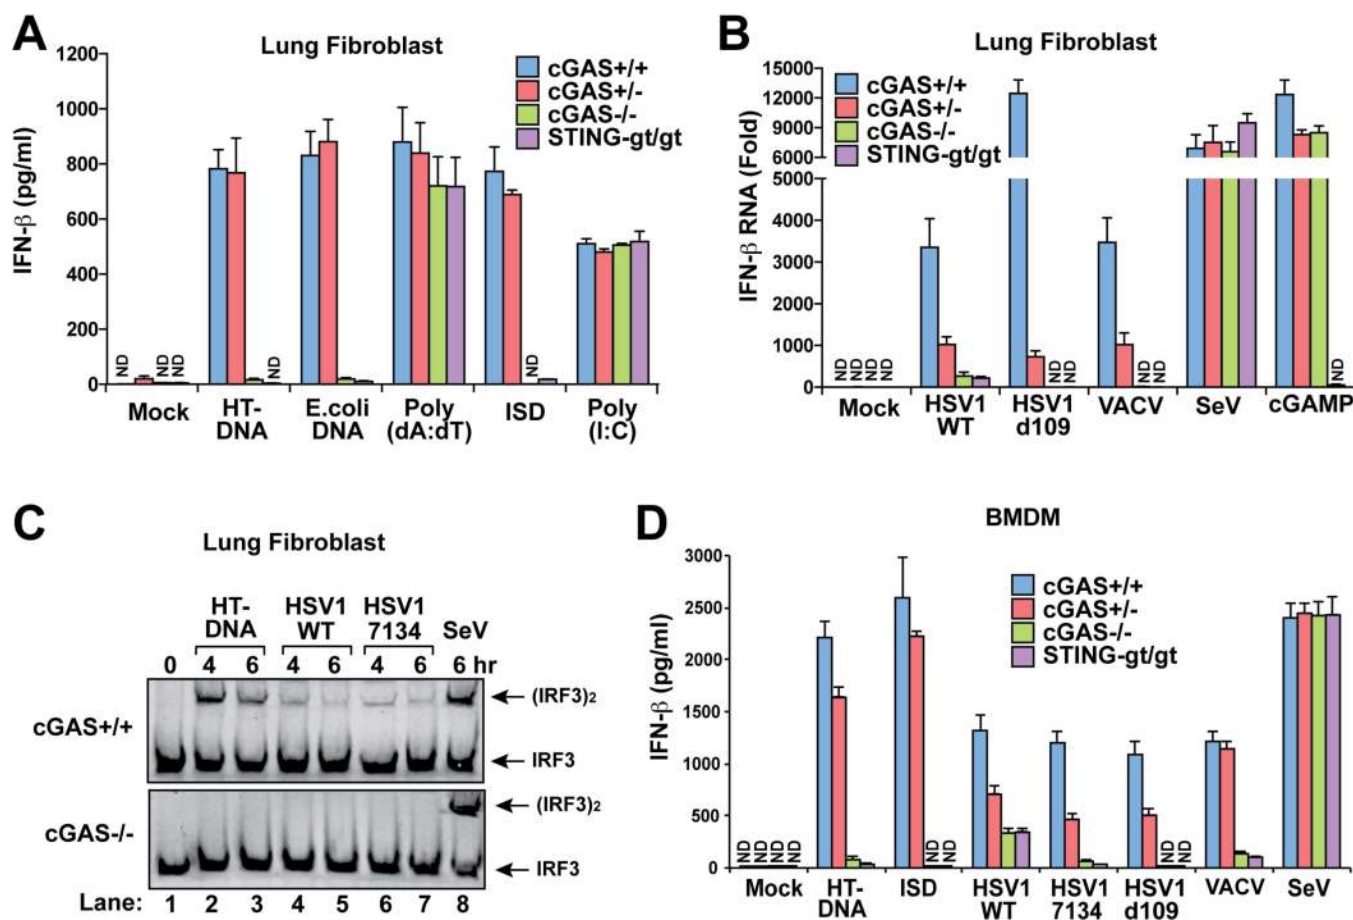 A
Lung Fibroblast
IFN-β (pg/ml)
1200
1000
800
600
400
200
0
cGAS+/+
cGAS+/-
cGAS-/-
STING-gt/gt
ND
ND
ND
ND
ND
Mock
HT-
DNA
E.coli
DNA
Poly
(dA:dT)
ISD
Poly
(I:C)
B
Lung Fibroblast
IFN-β RNA (Fold)
15000
12000
9000
6000
5000
4000
3000
2000
1000
0
cGAS+/+
cGAS+/-
cGAS-/-
STING-gt/gt
ND
ND
ND
ND
ND
ND
ND
ND
ND
Mock
HSV1
WT
HSV1
d109
VACV
SeV
cGAMP
C
Lung Fibroblast
HT-
DNA
HSV1
WT
HSV1
7134
SeV
0 4 6 4 6 4 6 6 hr
cGAS+/+
(IRF3)2
IRF3
cGAS-/-
(IRF3)2
IRF3
Lane: 1 2 3 4 5 6 7 8
D
BMDM
IFN-β (pg/ml)
3000
2500
2000
1500
1000
500
0
cGAS+/+
cGAS+/-
cGAS-/-
STING-gt/gt
ND
ND
ND
ND
ND
ND
ND
ND
Mock
HT-
DNA
ISD
HSV1
WT
HSV1
7134
HSV1
d109
VACV
SeV